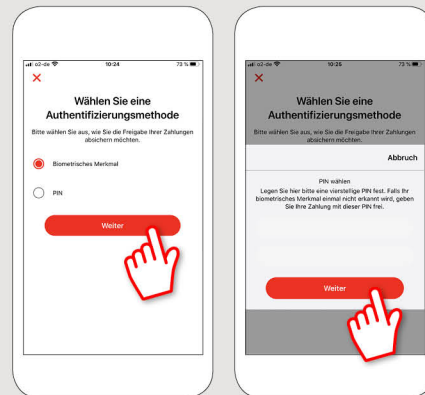 o2-de 10:24 73 %
Wählen Sie eine
Authentifizierungsmethode
Bitte wählen Sie aus, wie Sie die Freigabe Ihrer Zahlungen
absichern möchten.
Biometrisches Merkmal
PIN
Weiter
o2-de 10:25 73 %
Wählen Sie eine
Authentifizierungsmethode
Bitte wählen Sie aus, wie Sie die Freigabe Ihrer Zahlungen
absichern möchten.
Abbruch
PIN wählen
Legen Sie hier bitte eine vierstellige PIN fest. Falls Ihr
biometrisches Merkmal einmal nicht erkannt wird, geben
Sie Ihre Zahlung mit dieser PIN frei.
Weiter